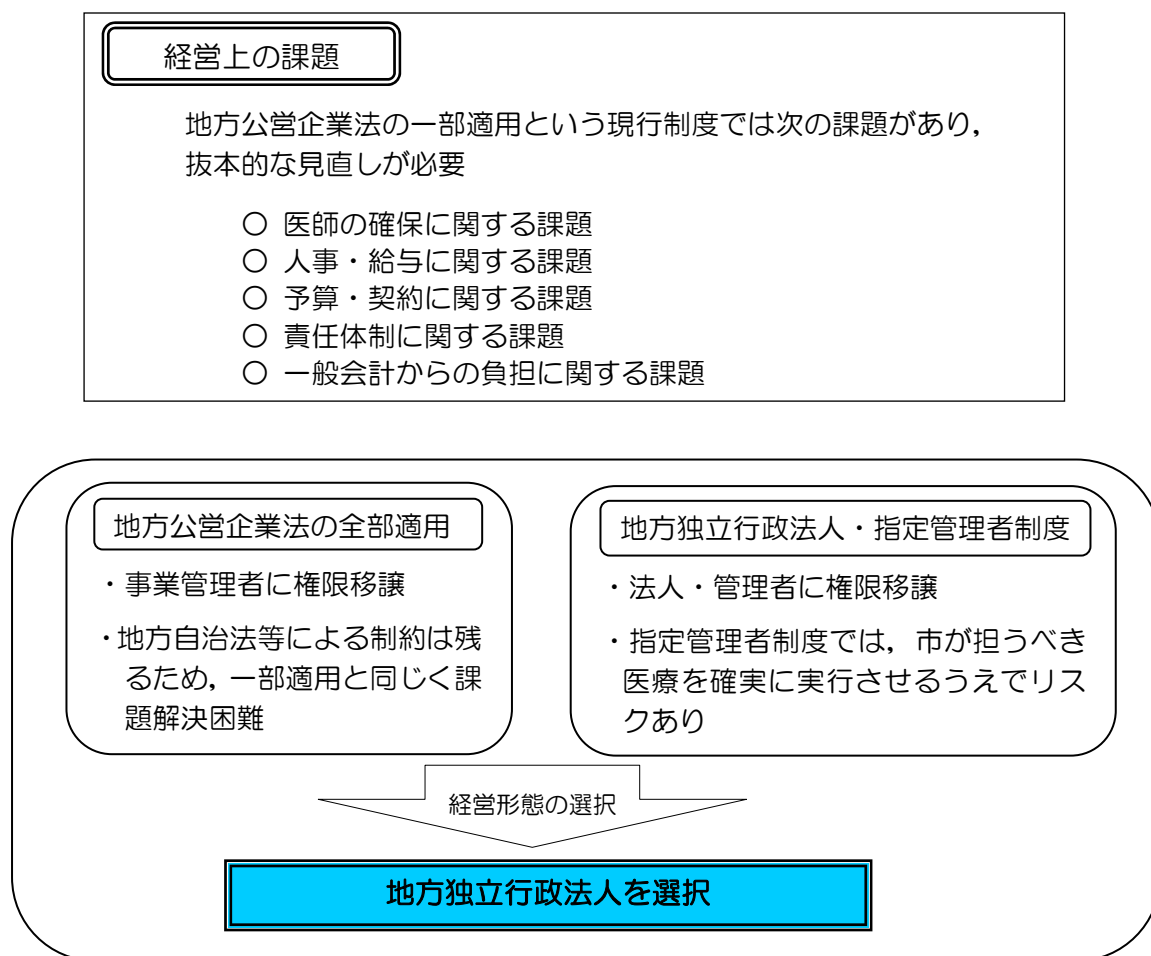 経営上の課題
地方公営企業法の一部適用という現行制度では次の課題があり，
抜本的な見直しが必要
○ 医師の確保に関する課題
○ 人事・給与に関する課題
○ 予算・契約に関する課題
○ 責任体制に関する課題
○ 一般会計からの負担に関する課題
地方公営企業法の全部適用
・事業管理者に権限移譲
・地方自治法等による制約は残
るため，一部適用と同じく課
題解決困難
地方独立行政法人・指定管理者制度
・法人・管理者に権限移譲
・指定管理者制度では，市が担うべき
医療を確実に実行させるうえでリス
クあり
経営形態の選択
地方独立行政法人を選択